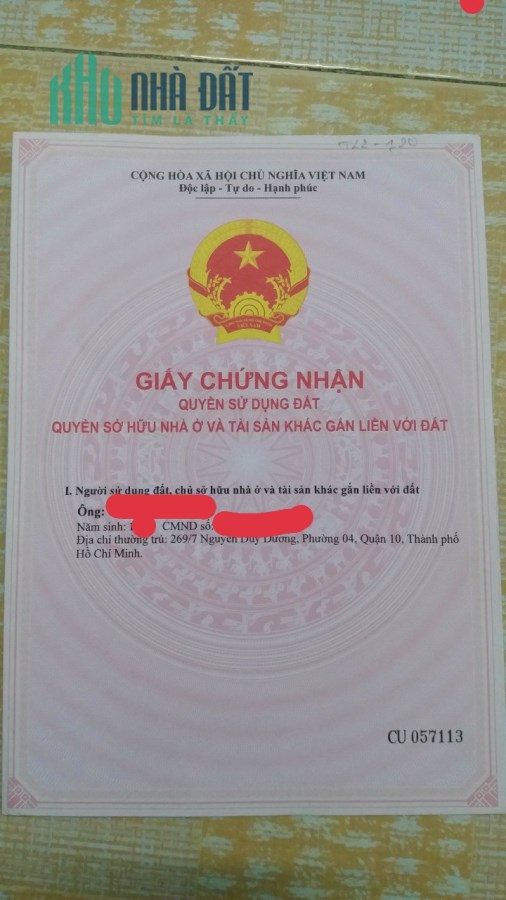 KHO NHÀ ĐẤT
TÌM LÀ THẤY
CỘNG HÒA XÃ HỘI CHỦ NGHĨA VIỆT NAM
Độc lập - Tự do - Hạnh phúc
VIỆT NAM
GIẤY CHỨNG NHẬN
QUYỀN SỬ DỤNG ĐẤT
QUYỀN SỞ HỮU NHÀ Ở VÀ TÀI SẢN KHÁC GẮN LIỀN VỚI ĐẤT
I. Người sử dụng đất, chủ sở hữu nhà ở và tài sản khác gắn liền với đất
Ông:
Năm sinh: CMND số:
Địa chỉ thường trú: 269/7 Nguyễn Duy Dương, Phường 04, Quận 10, Thành phố
Hồ Chí Minh.
CU 057113